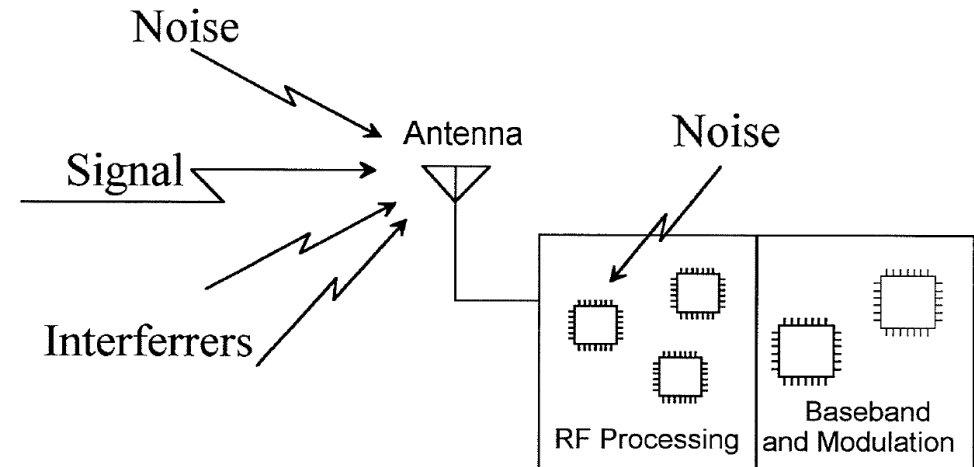 Noise
Antenna
Noise
Signal
Interferrers
RF Processing
Baseband
and Modulation